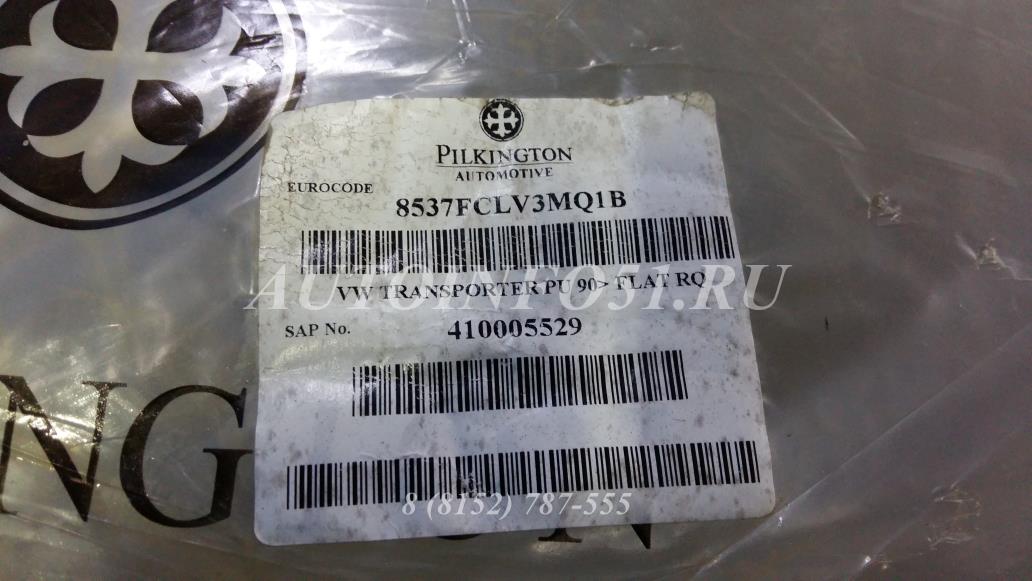 PILKINGTON
AUTOMOTIVE
EUROCODE
8537FCLV3MQ1B
AUTOINFO51.RU
VW TRANSPORTER PU 90> FLAT RQ
SAP No.
410005529
NG
8 (8152) 787-555